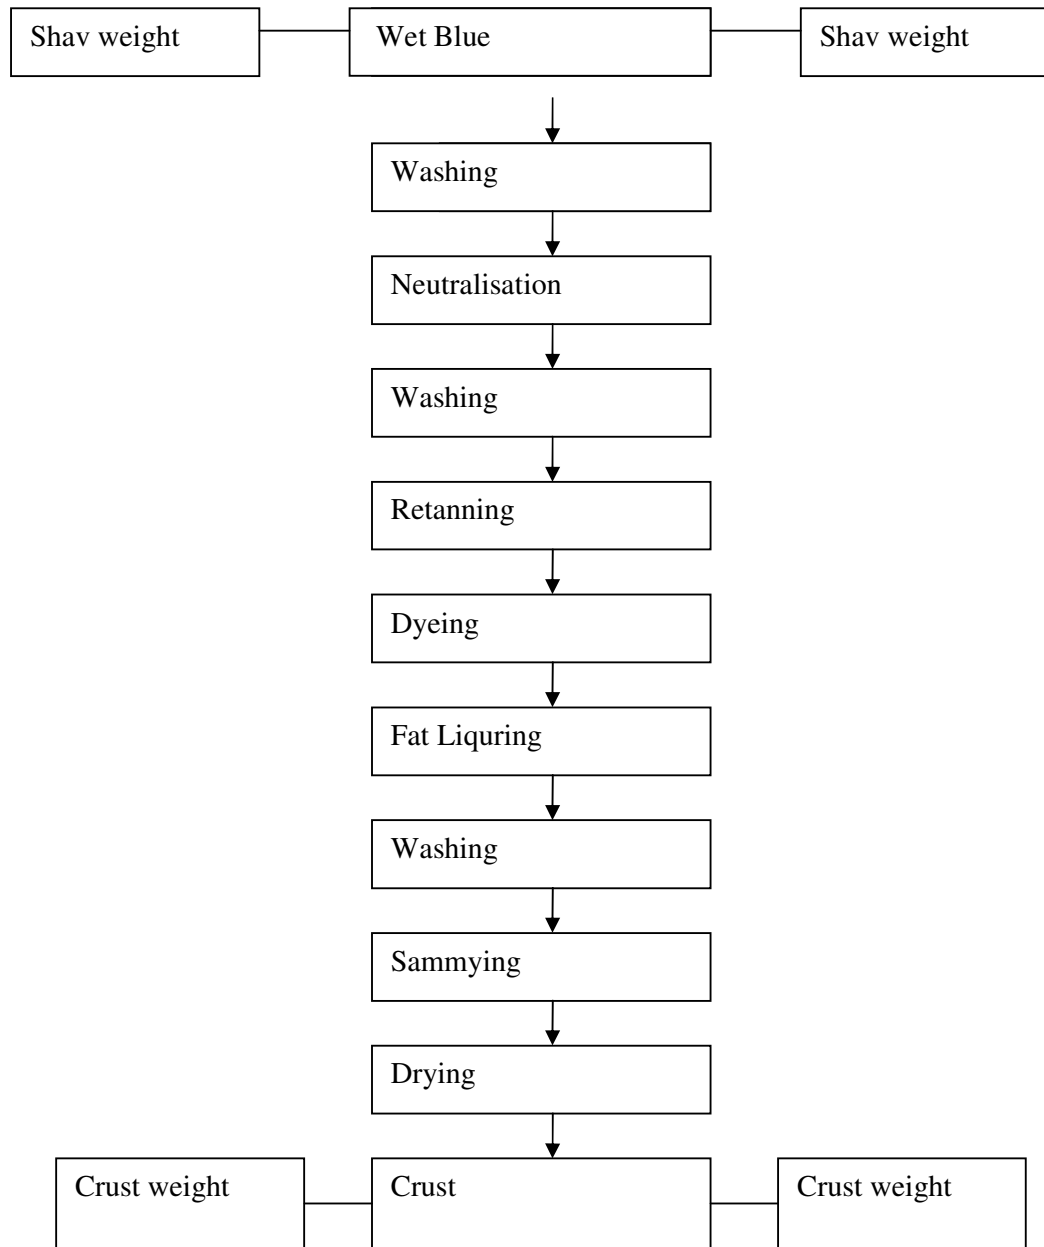 Shav weight
Wet Blue
Shav weight
Washing
Neutralisation
Washing
Retanning
Dyeing
Fat Liquring
Washing
Sammying
Drying
Crust weight
Crust
Crust weight